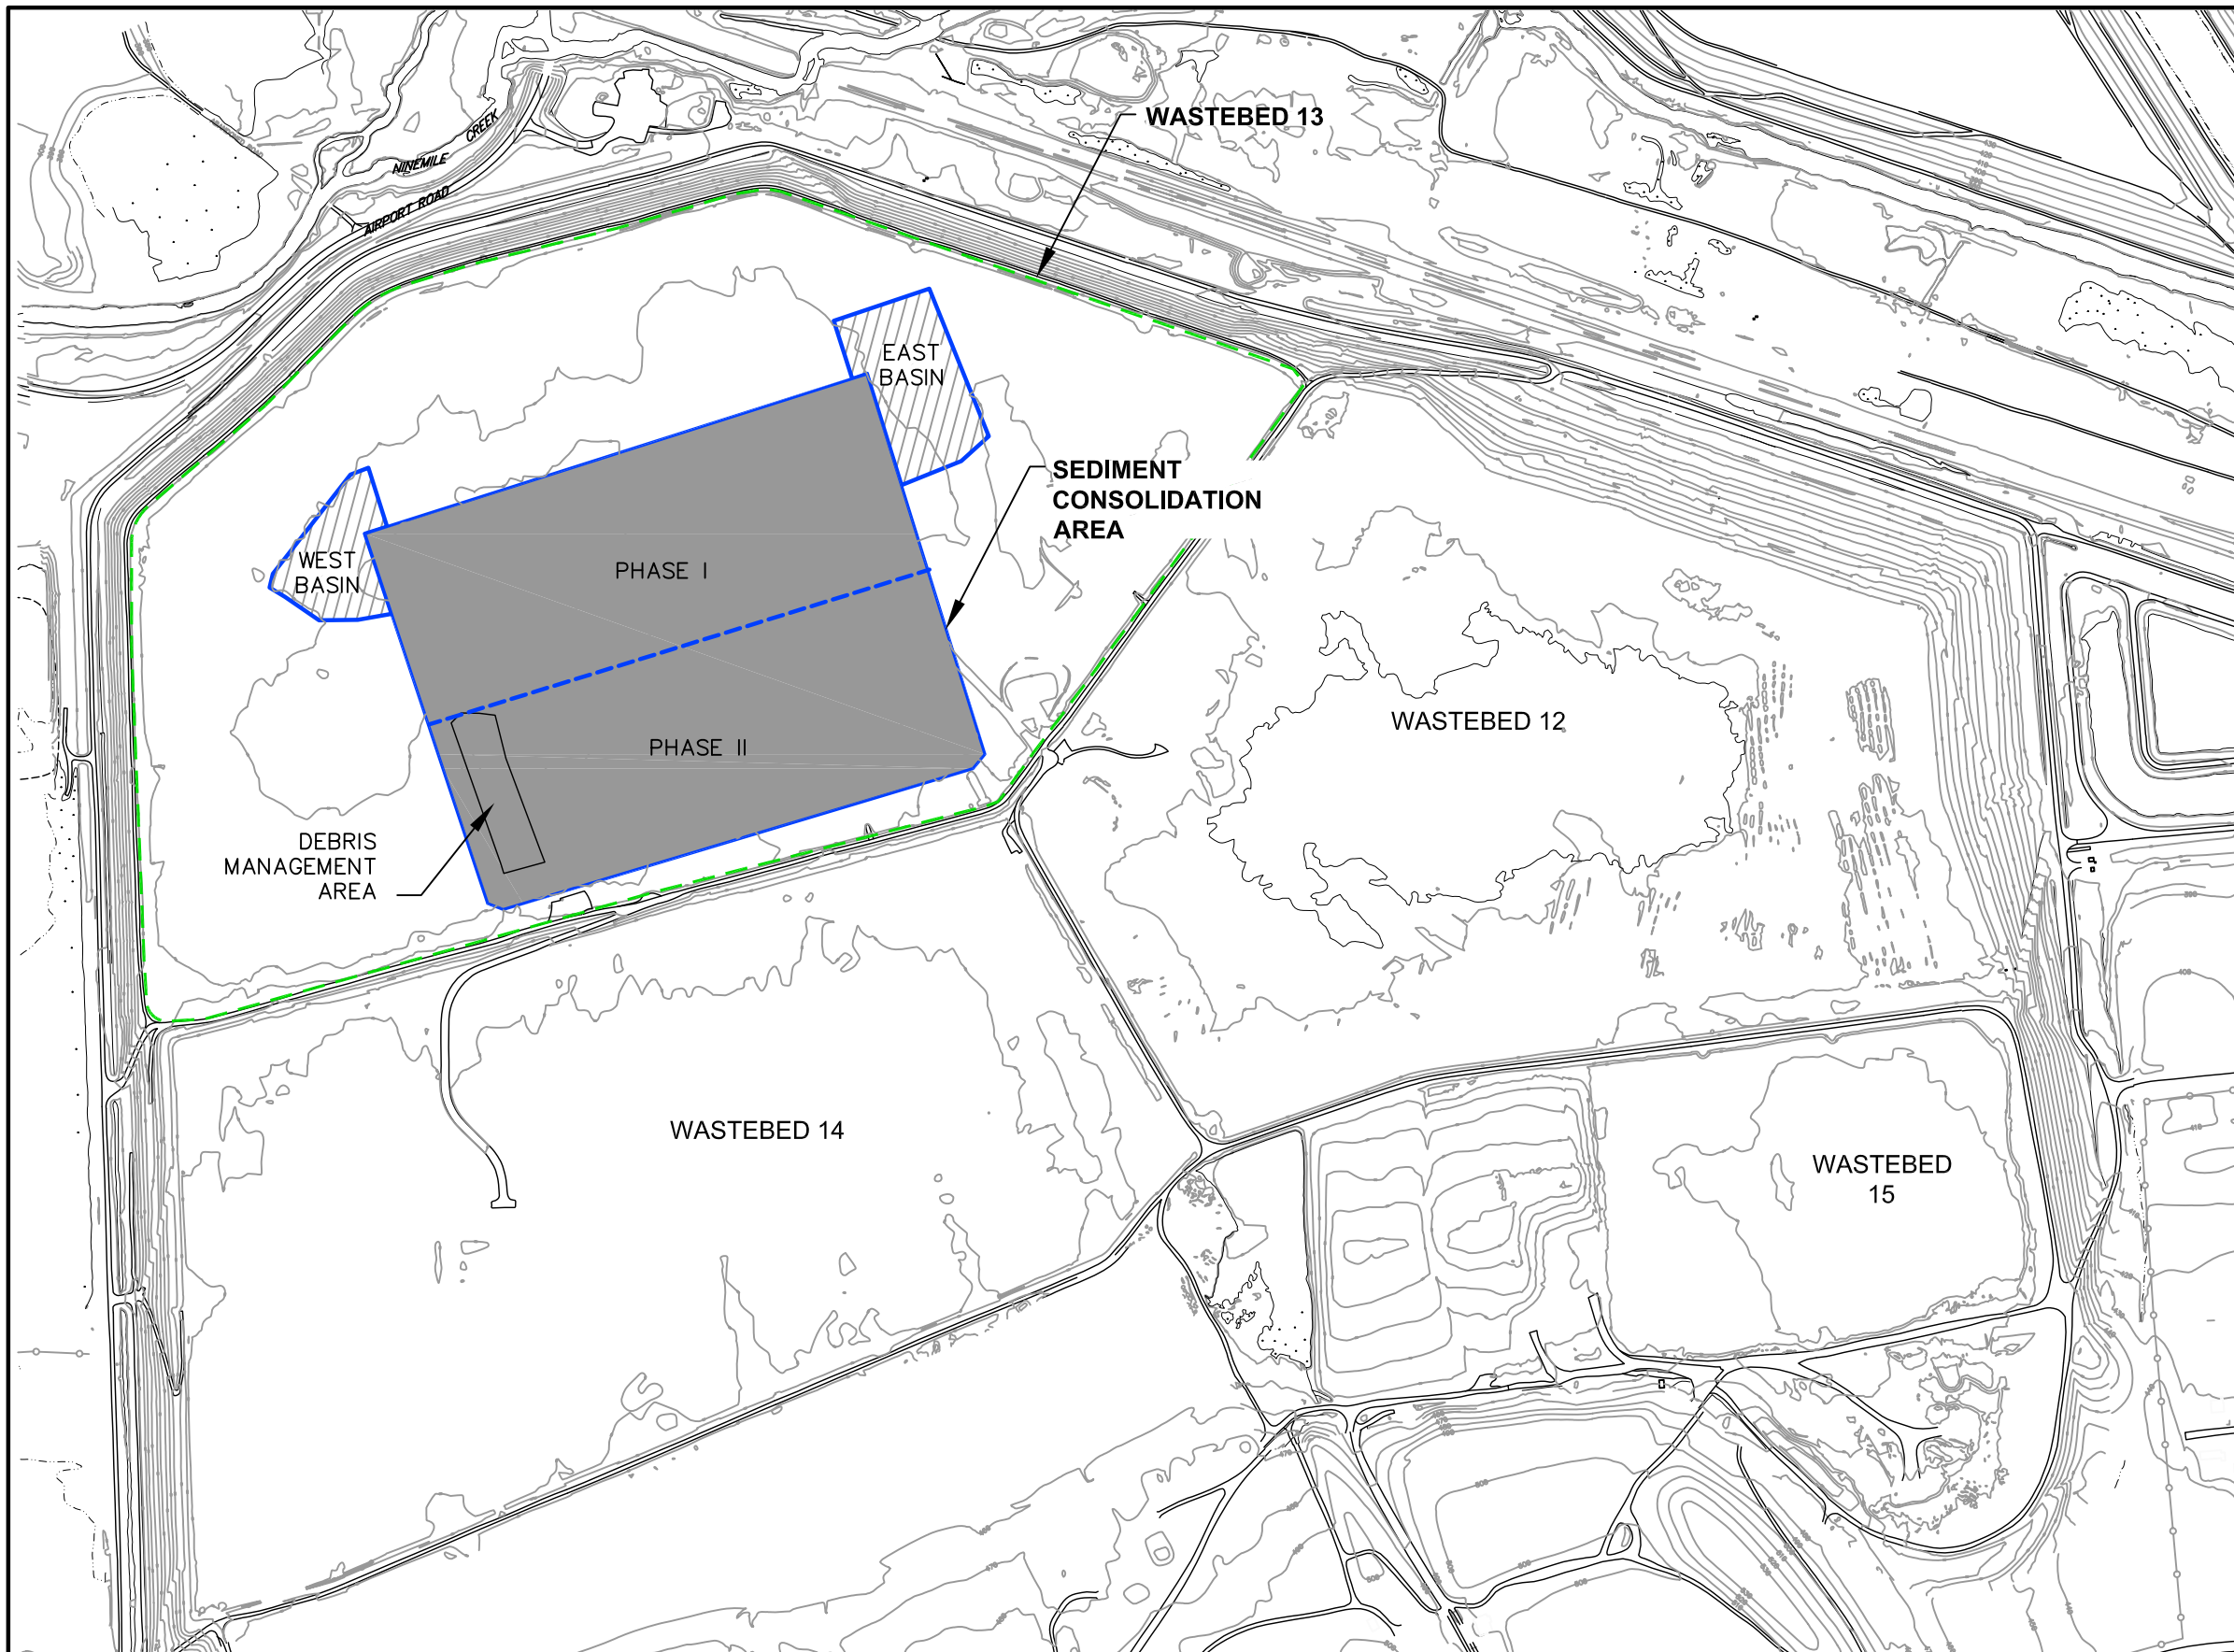 WASTEBED 13
NINEMILE CREEK
AIRPORT ROAD
EAST
BASIN
SEDIMENT
CONSOLIDATION
AREA
WEST
BASIN
PHASE I
PHASE II
WASTEBED 12
DEBRIS
MANAGEMENT
AREA
WASTEBED 14
WASTEBED
15